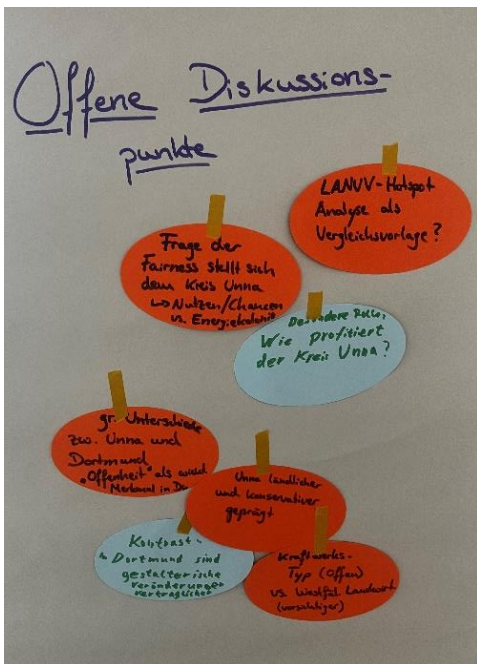 Offene Diskussions-
punkte
LANUV-Hotspot
Analyse als
Vergleichsvorlage?
Frage der
Fairness stellt sich
dem Kreis Unna
↳ Nutzen/Chancen
vs. Energiekolonie
Besondere Rolle,
Wie profitiert
der Kreis Unna?
gr. Unterschiede
zw. Unna und
Dortmund
„Offenheit" als
Merkmal in Do
Unna ländlicher
und konservativer
geprägt
Kontrast
Dortmund sind
gestalterische
Veränderungen
verträglicher
Kraftwerks-
Typ (Offen)
vs. Westfäl. Landwirt
(vorsichtiger)